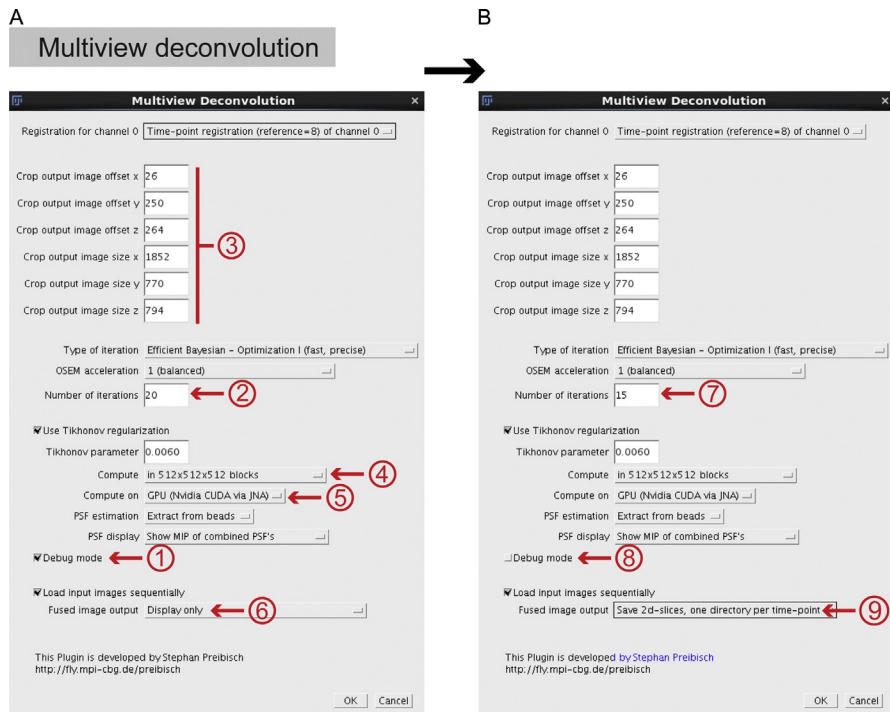 A
Multiview deconvolution
Multiview Deconvolution
Registration for channel 0 Time-point registration (reference=8) of channel 0
Crop output image offset x 26
Crop output image offset y 250
Crop output image offset z 264
Crop output image size x 1852
Crop output image size y 770
Crop output image size z 794
3
Type of iteration Efficient Bayesian - Optimization I (fast, precise)
OSEM acceleration 1 (balanced)
Number of iterations 20 2
Use Tikhonov regularization
Tikhonov parameter 0.0060
Compute in 512x512x512 blocks 4
Compute on GPU (Nvidia CUDA via JNA) 5
PSF estimation Extract from beads
PSF display Show MIP of combined PSF's
Debug mode 1
Load input images sequentially
Fused image output Display only 6
This Plugin is developed by Stephan Preibisch
http://fly.mpi-cbg.de/preibisch
OK Cancel
B
Multiview Deconvolution
Registration for channel 0 Time-point registration (reference=8) of channel 0
Crop output image offset x 26
Crop output image offset y 250
Crop output image offset z 264
Crop output image size x 1852
Crop output image size y 770
Crop output image size z 794
Type of iteration Efficient Bayesian - Optimization I (fast, precise)
OSEM acceleration 1 (balanced)
Number of iterations 15 7
Use Tikhonov regularization
Tikhonov parameter 0.0060
Compute in 512x512x512 blocks
Compute on GPU (Nvidia CUDA via JNA)
PSF estimation Extract from beads
PSF display Show MIP of combined PSF's
Debug mode 8
Load input images sequentially
Fused image output Save 2d-slices, one directory per time-point 9
This Plugin is developed by Stephan Preibisch
http://fly.mpi-cbg.de/preibisch
OK Cancel